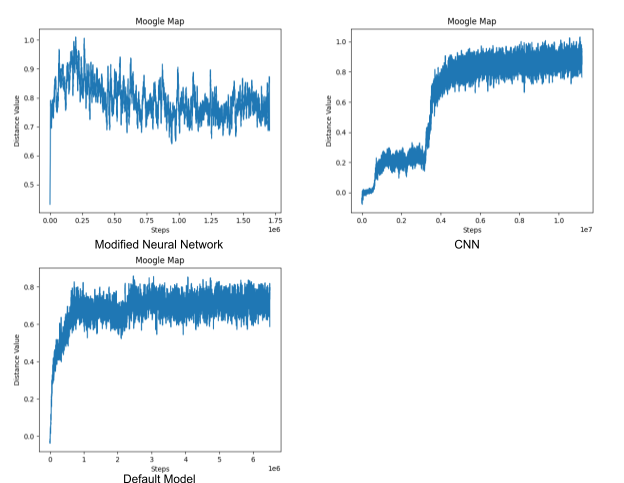 Moogle Map
Distance Value
1.0
0.9
0.8
0.7
0.6
0.5
0.00 0.25 0.50 0.75 1.00 1.25 1.50 1.75
Steps
1e6
Modified Neural Network
Moogle Map
Distance Value
1.0
0.8
0.6
0.4
0.2
0.0
0.0 0.2 0.4 0.6 0.8 1.0
Steps
1e7
CNN
Moogle Map
Distance Value
0.8
0.6
0.4
0.2
0.0
0 1 2 3 4 5 6
Steps
1e6
Default Model